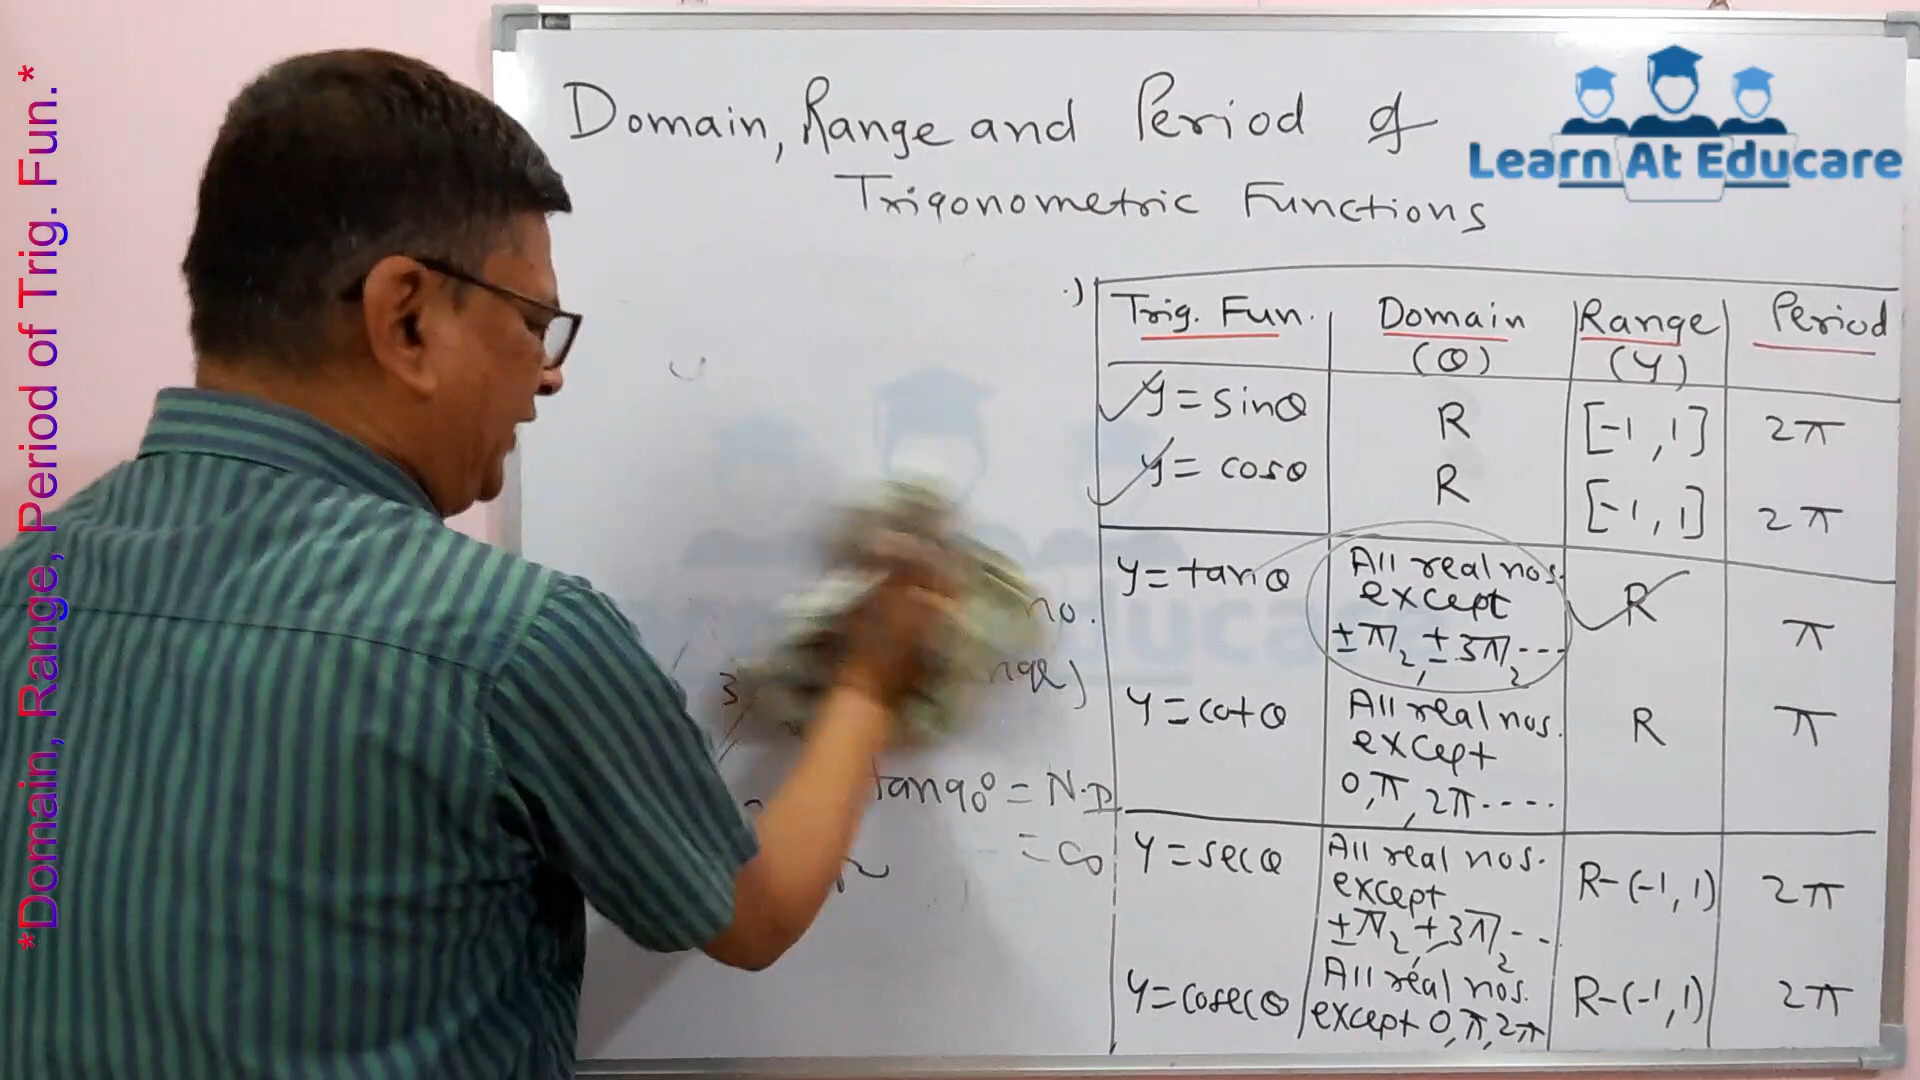 *Domain, Range, Period of Trig. Fun.*
Domain, Range and Period of
Trigonometric Functions
Learn At Educare
Trig. Fun. Domain (θ) Range (y) Period
y = sinθ R [-1, 1] 2π
y = cosθ R [-1, 1] 2π
y = tanθ All real nos. except ±π/2, ±3π/2 --- R π
y = cotθ All real nos. except 0, π, 2π ---- R π
y = secθ All real nos. except ±π/2, ±3π/2 -- R-(-1, 1) 2π
y = cosecθ All real nos. except 0, π, 2π R-(-1, 1) 2π
no.
3
tan90° = N.D
= ∞